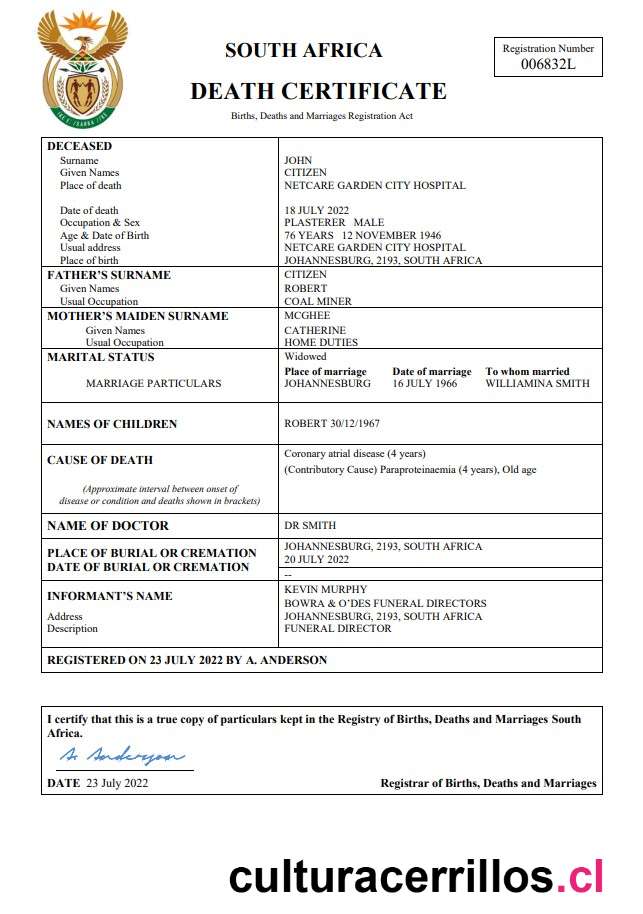 SOUTH AFRICA
Registration Number
006832L
DEATH CERTIFICATE
Births, Deaths and Marriages Registration Act
DECEASED
Surname JOHN
Given Names CITIZEN
Place of death NETCARE GARDEN CITY HOSPITAL
Date of death 18 JULY 2022
Occupation & Sex PLASTERER MALE
Age & Date of Birth 76 YEARS 12 NOVEMBER 1946
Usual address NETCARE GARDEN CITY HOSPITAL
Place of birth JOHANNESBURG, 2193, SOUTH AFRICA
FATHER'S SURNAME CITIZEN
Given Names ROBERT
Usual Occupation COAL MINER
MOTHER'S MAIDEN SURNAME MCGHEE
Given Names CATHERINE
Usual Occupation HOME DUTIES
MARITAL STATUS Widowed
Place of marriage Date of marriage To whom married
MARRIAGE PARTICULARS JOHANNESBURG 16 JULY 1966 WILLIAMINA SMITH
NAMES OF CHILDREN ROBERT 30/12/1967
CAUSE OF DEATH Coronary atrial disease (4 years)
(Contributory Cause) Paraproteinaemia (4 years), Old age
(Approximate interval between onset of
disease or condition and deaths shown in brackets)
NAME OF DOCTOR DR SMITH
PLACE OF BURIAL OR CREMATION JOHANNESBURG, 2193, SOUTH AFRICA
DATE OF BURIAL OR CREMATION 20 JULY 2022
--
INFORMANT'S NAME KEVIN MURPHY
BOWRA & O'DES FUNERAL DIRECTORS
Address JOHANNESBURG, 2193, SOUTH AFRICA
Description FUNERAL DIRECTOR
REGISTERED ON 23 JULY 2022 BY A. ANDERSON
I certify that this is a true copy of particulars kept in the Registry of Births, Deaths and Marriages South
Africa.
A. Anderson
DATE 23 July 2022 Registrar of Births, Deaths and Marriages
culturacerrillos.cl